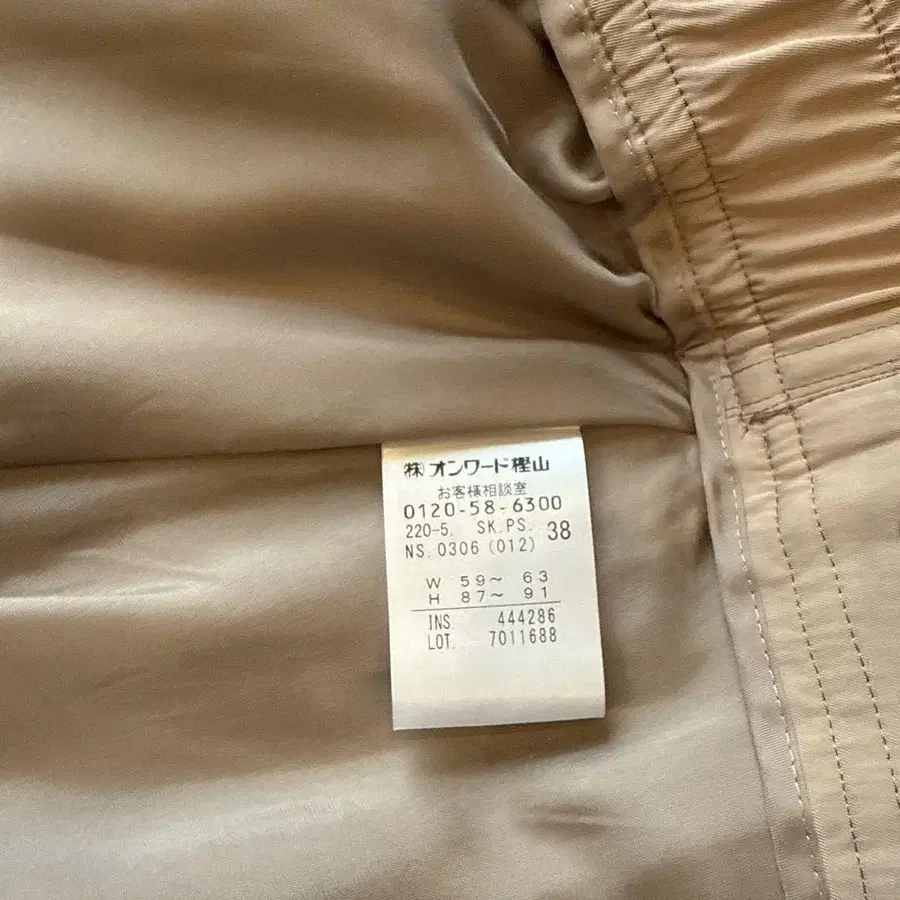 ㈱オンワード樫山
お客様相談室
0120-58-6300
220-5. SK.PS. 38
NS.0306(012)
W 59〜 63
H 87〜 91
INS. 444286
LOT. 7011688